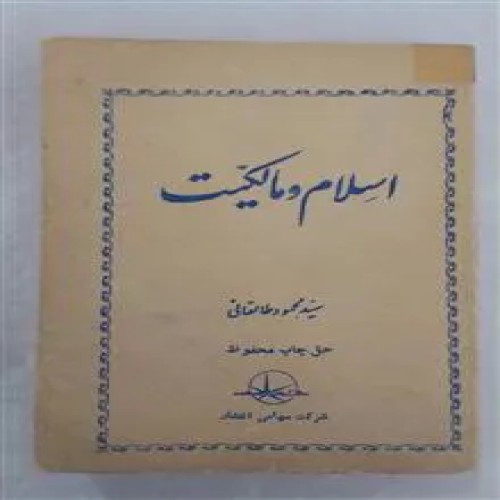 اسلام و مالکیت
سید محمود طالقانی
حق چاپ محفوظ
شرکت سهامی انتشار